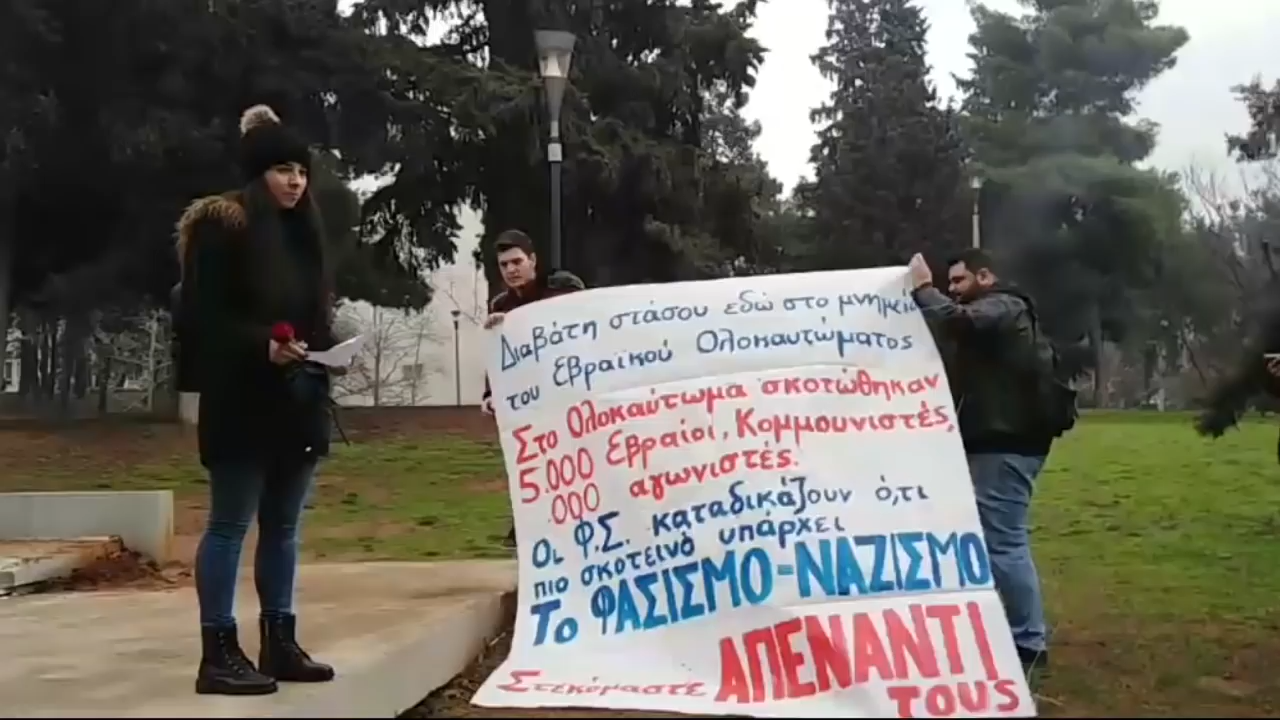 Διαβάτη στάσου εδώ στο μνημείο
του Εβραϊκού Ολοκαυτώματος
Στο Ολοκαύτωμα σκοτώθηκαν
5.000 Εβραίοι, Κομμουνιστές,
000 αγωνιστές.
Οι Φ.Σ. καταδικάζουν ό,τι
πιο σκοτεινό υπάρχει
Το ΦΑΣΙΣΜΟ=ΝΑΖΙΣΜΟ
Στεκόμαστε ΑΠΕΝΑΝΤΙ
τους